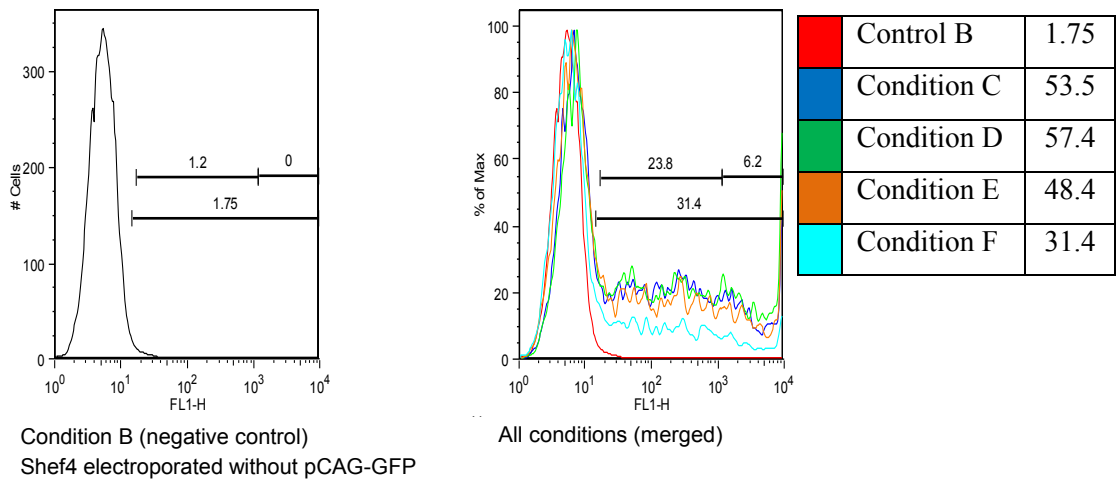 300
200
100
0
# Cells
1.2
0
1.75
10^0
10^1
10^2
10^3
10^4
FL1-H
Condition B (negative control)
Shef4 electroporated without pCAG-GFP
100
80
60
40
20
0
% of Max
23.8
6.2
31.4
10^0
10^1
10^2
10^3
10^4
FL1-H
All conditions (merged)
Control B 1.75
Condition C 53.5
Condition D 57.4
Condition E 48.4
Condition F 31.4